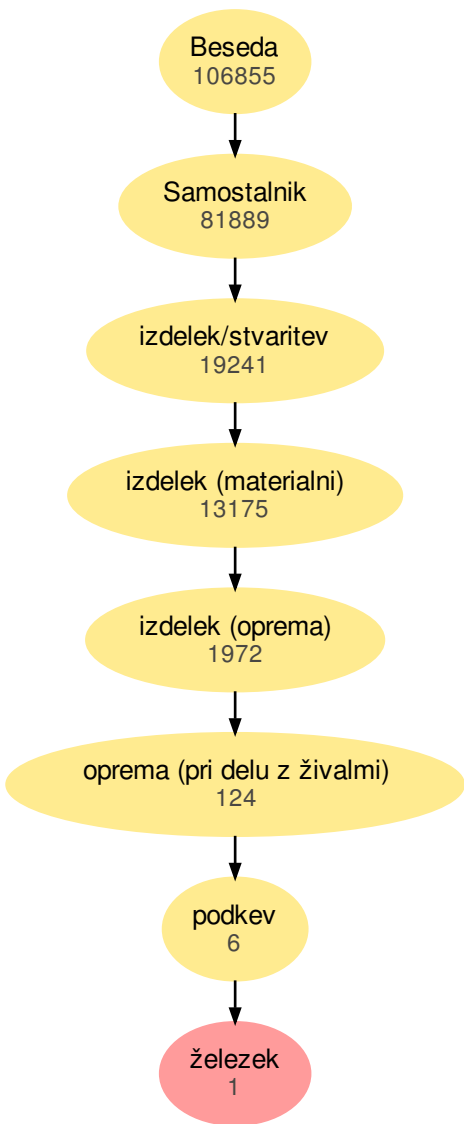 Beseda
106855
Samostalnik
81889
izdelek/stvaritev
19241
izdelek (materialni)
13175
izdelek (oprema)
1972
oprema (pri delu z živalmi)
124
podkev
6
železek
1